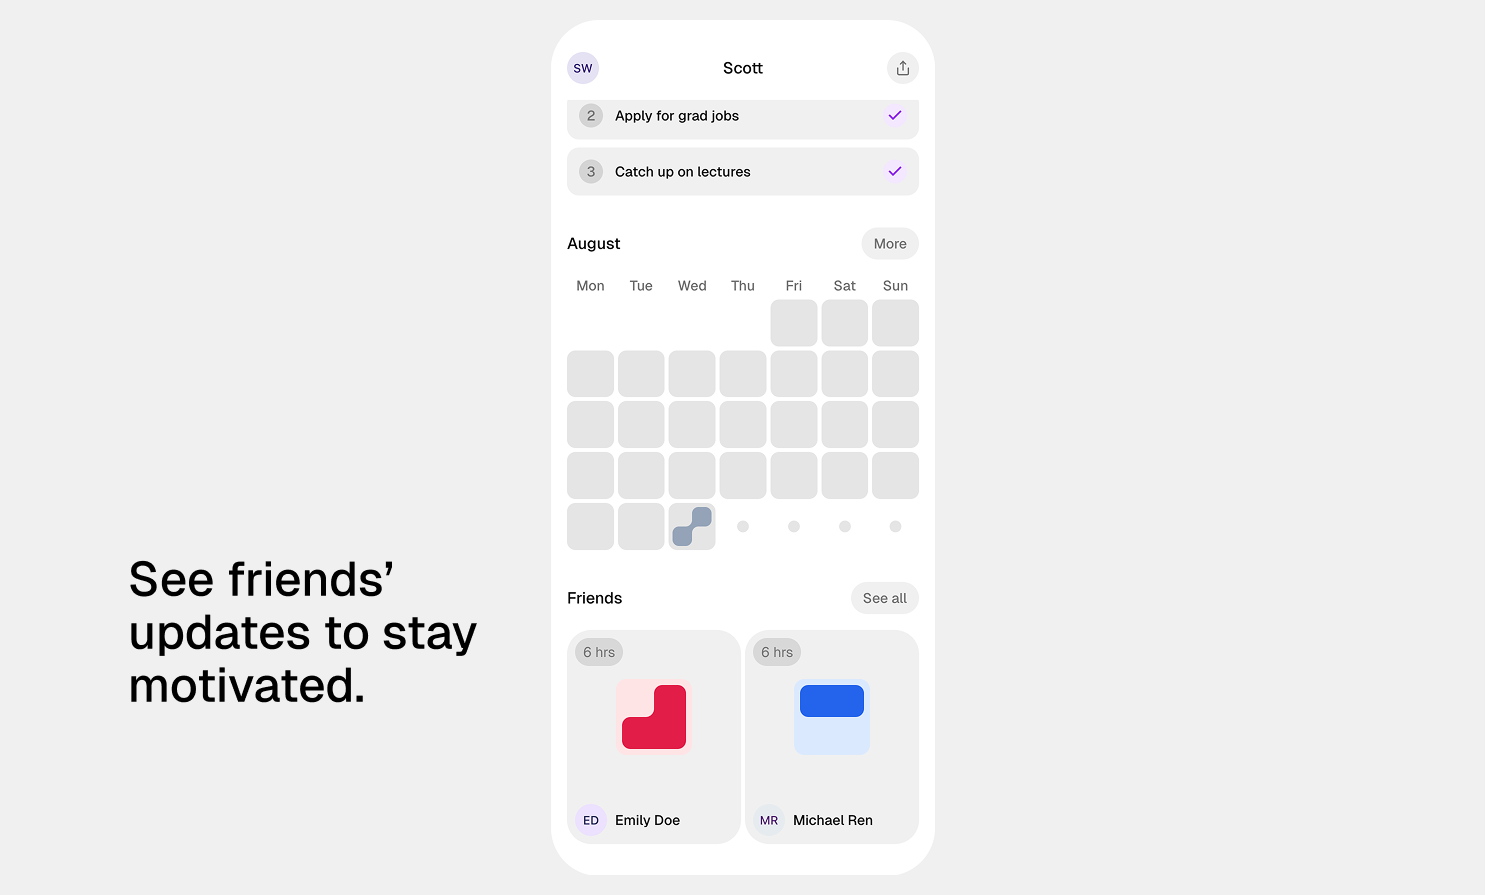 SW
Scott
2
Apply for grad jobs
3
Catch up on lectures
August
More
Mon Tue Wed Thu Fri Sat Sun
See friends’
updates to stay
motivated.
Friends
See all
6 hrs
6 hrs
ED
Emily Doe
MR
Michael Ren